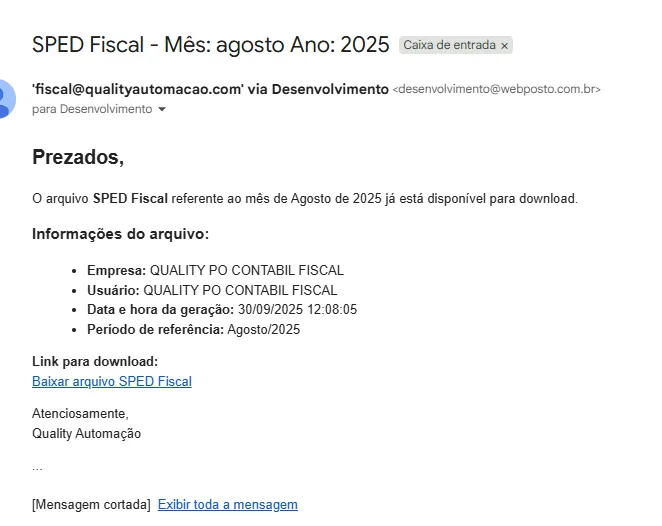 SPED Fiscal - Mês: agosto Ano: 2025 Caixa de entrada ×
'fiscal@qualityautomacao.com' via Desenvolvimento <desenvolvimento@webposto.com.br>
para Desenvolvimento
Prezados,
O arquivo SPED Fiscal referente ao mês de Agosto de 2025 já está disponível para download.
Informações do arquivo:
• Empresa: QUALITY PO CONTABIL FISCAL
• Usuário: QUALITY PO CONTABIL FISCAL
• Data e hora da geração: 30/09/2025 12:08:05
• Período de referência: Agosto/2025
Link para download:
Baixar arquivo SPED Fiscal
Atenciosamente,
Quality Automação
...
[Mensagem cortada] Exibir toda a mensagem